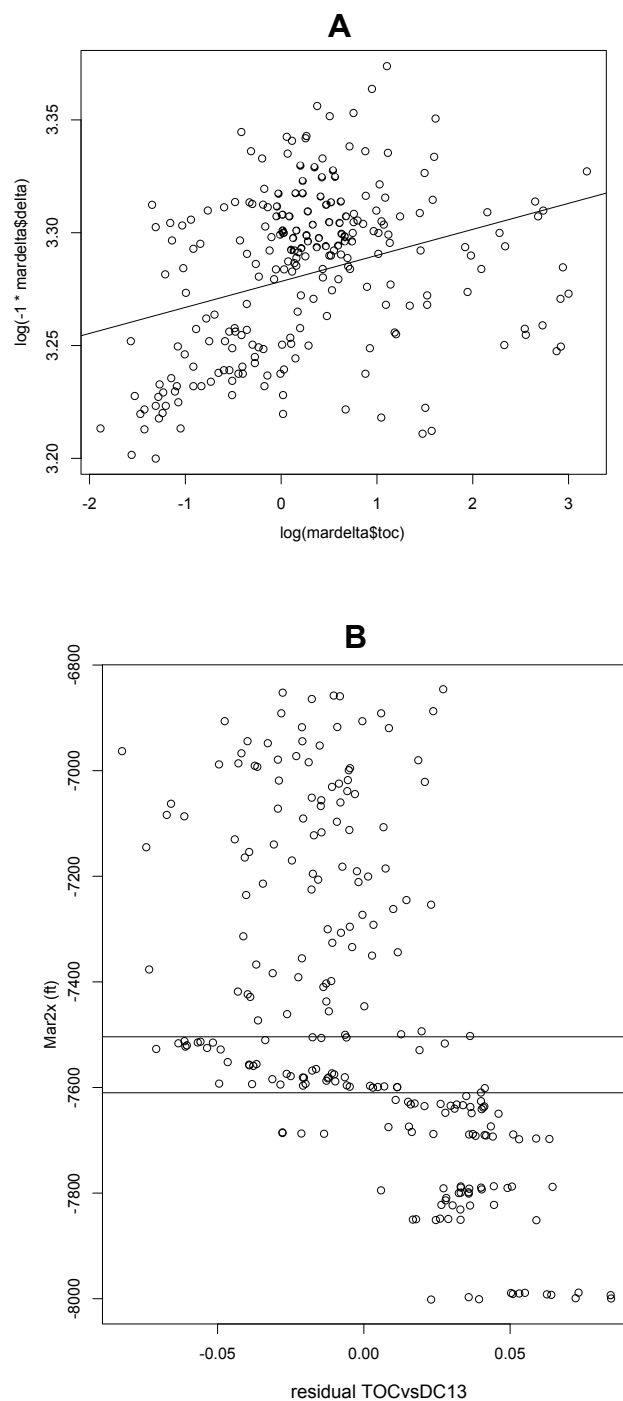 A
log(-1 * mardelta$delta)
3.35
3.30
3.25
3.20
-2 -1 0 1 2 3
log(mardelta$toc)
B
Mar2x (ft)
-6800
-7000
-7200
-7400
-7600
-7800
-8000
-0.05 0.00 0.05
residual TOCvsDC13